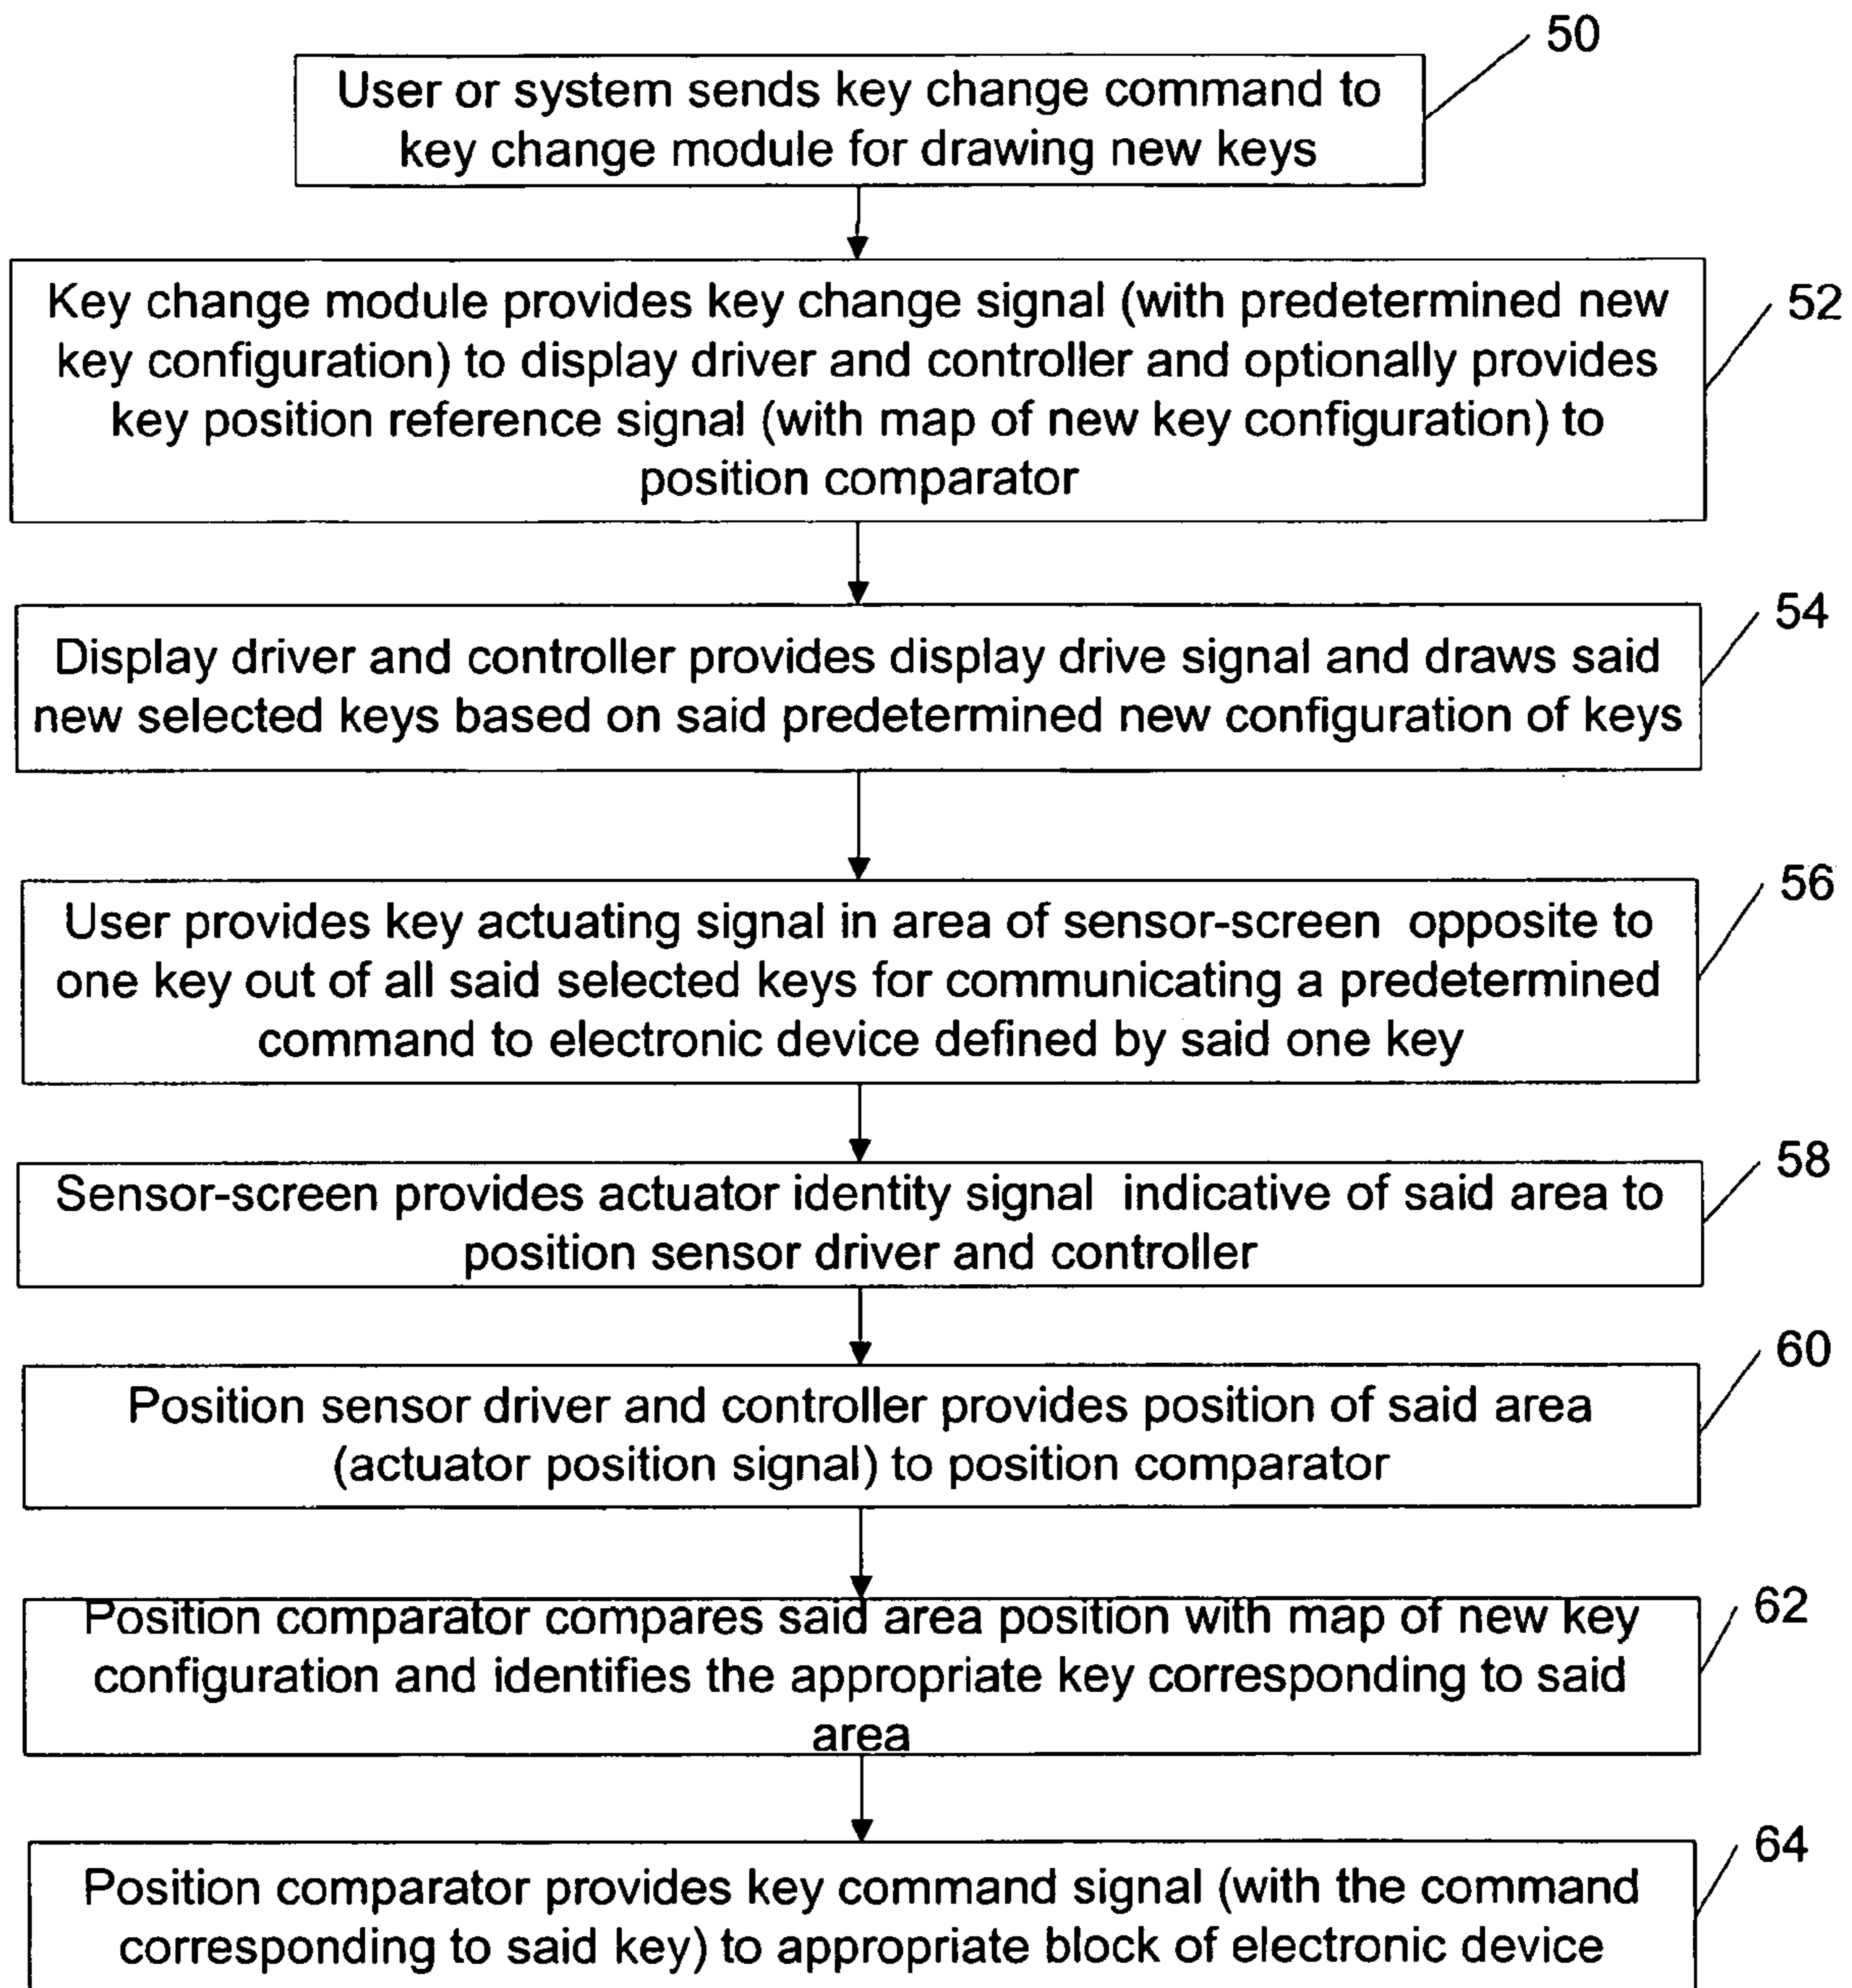 50
User or system sends key change command to
key change module for drawing new keys
52
Key change module provides key change signal (with predetermined new
key configuration) to display driver and controller and optionally provides
key position reference signal (with map of new key configuration) to
position comparator
54
Display driver and controller provides display drive signal and draws said
new selected keys based on said predetermined new configuration of keys
56
User provides key actuating signal in area of sensor-screen opposite to
one key out of all said selected keys for communicating a predetermined
command to electronic device defined by said one key
58
Sensor-screen provides actuator identity signal indicative of said area to
position sensor driver and controller
60
Position sensor driver and controller provides position of said area
(actuator position signal) to position comparator
62
Position comparator compares said area position with map of new key
configuration and identifies the appropriate key corresponding to said
area
64
Position comparator provides key command signal (with the command
corresponding to said key) to appropriate block of electronic device